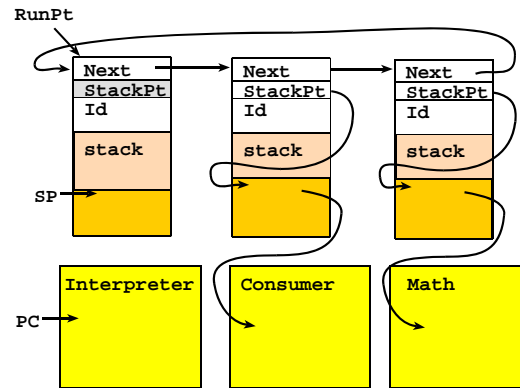 RunPt
Next
Next
Next
StackPt
StackPt
StackPt
Id
Id
Id
stack
stack
stack
SP
Interpreter
Consumer
Math
PC